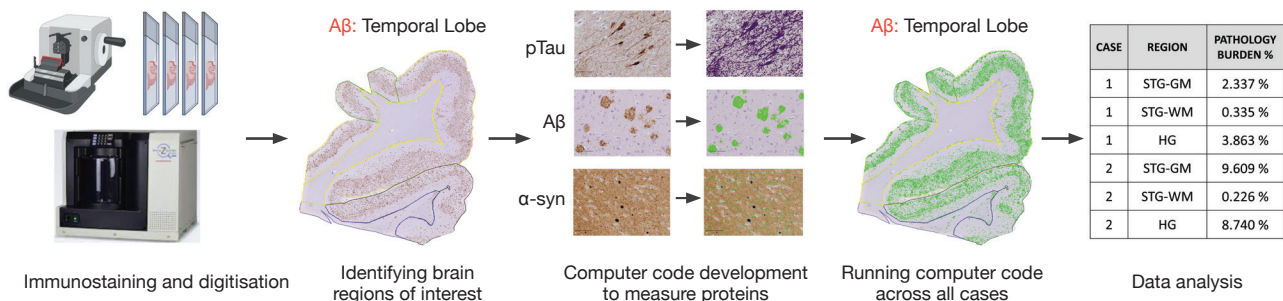 Aβ: Temporal Lobe
pTau
Aβ
α-syn
Aβ: Temporal Lobe
CASE REGION PATHOLOGY BURDEN %
1 STG-GM 2.337 %
1 STG-WM 0.335 %
1 HG 3.863 %
2 STG-GM 9.609 %
2 STG-WM 0.226 %
2 HG 8.740 %
Immunostaining and digitisation
Identifying brain
regions of interest
Computer code development
to measure proteins
Running computer code
across all cases
Data analysis